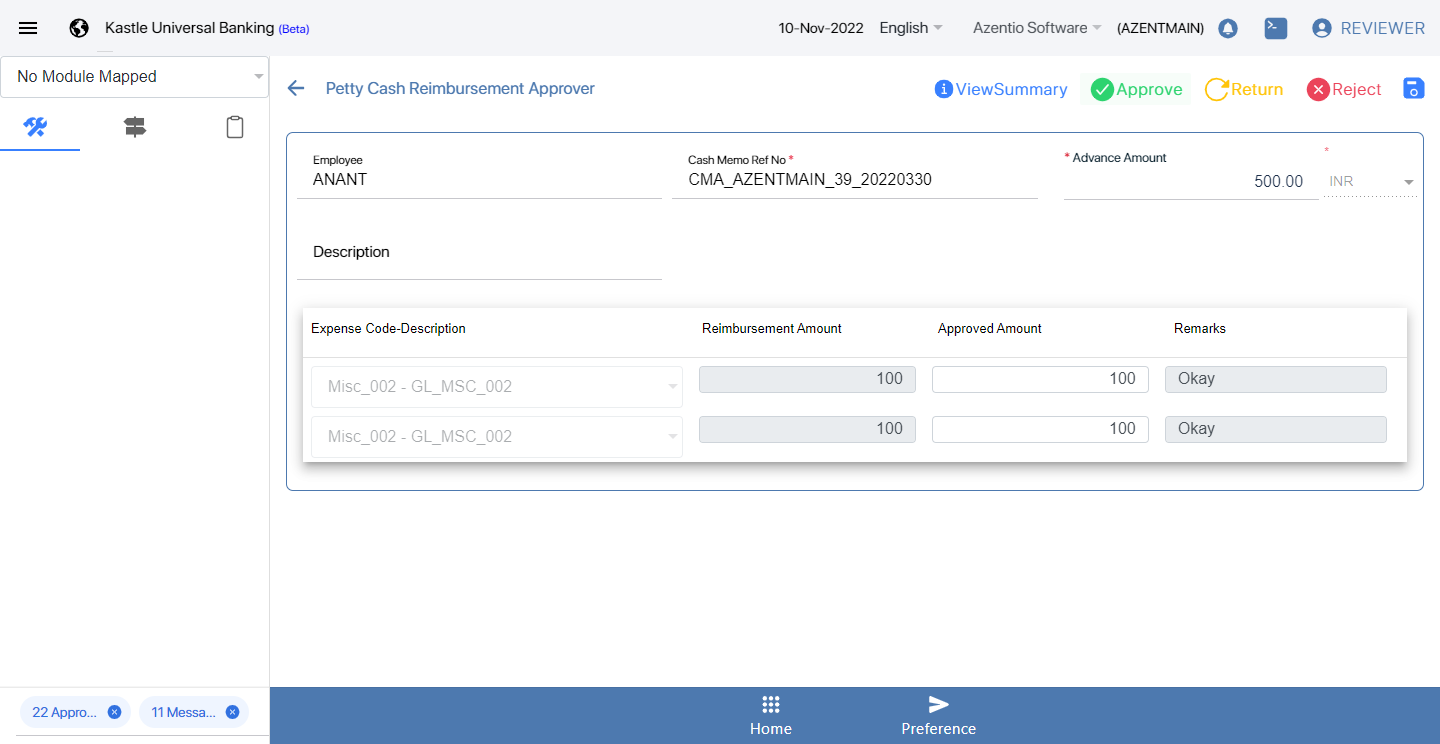 Kastle Universal Banking (Beta) 10-Nov-2022 English Azentio Software (AZENTMAIN) REVIEWER
No Module Mapped
Petty Cash Reimbursement Approver ViewSummary Approve Return Reject
Employee Cash Memo Ref No * * Advance Amount *
ANANT CMA_AZENTMAIN_39_20220330 500.00 INR
Description
Expense Code-Description Reimbursement Amount Approved Amount Remarks
Misc_002 - GL_MSC_002 100 100 Okay
Misc_002 - GL_MSC_002 100 100 Okay
22 Appro... 11 Messa...
Home Preference